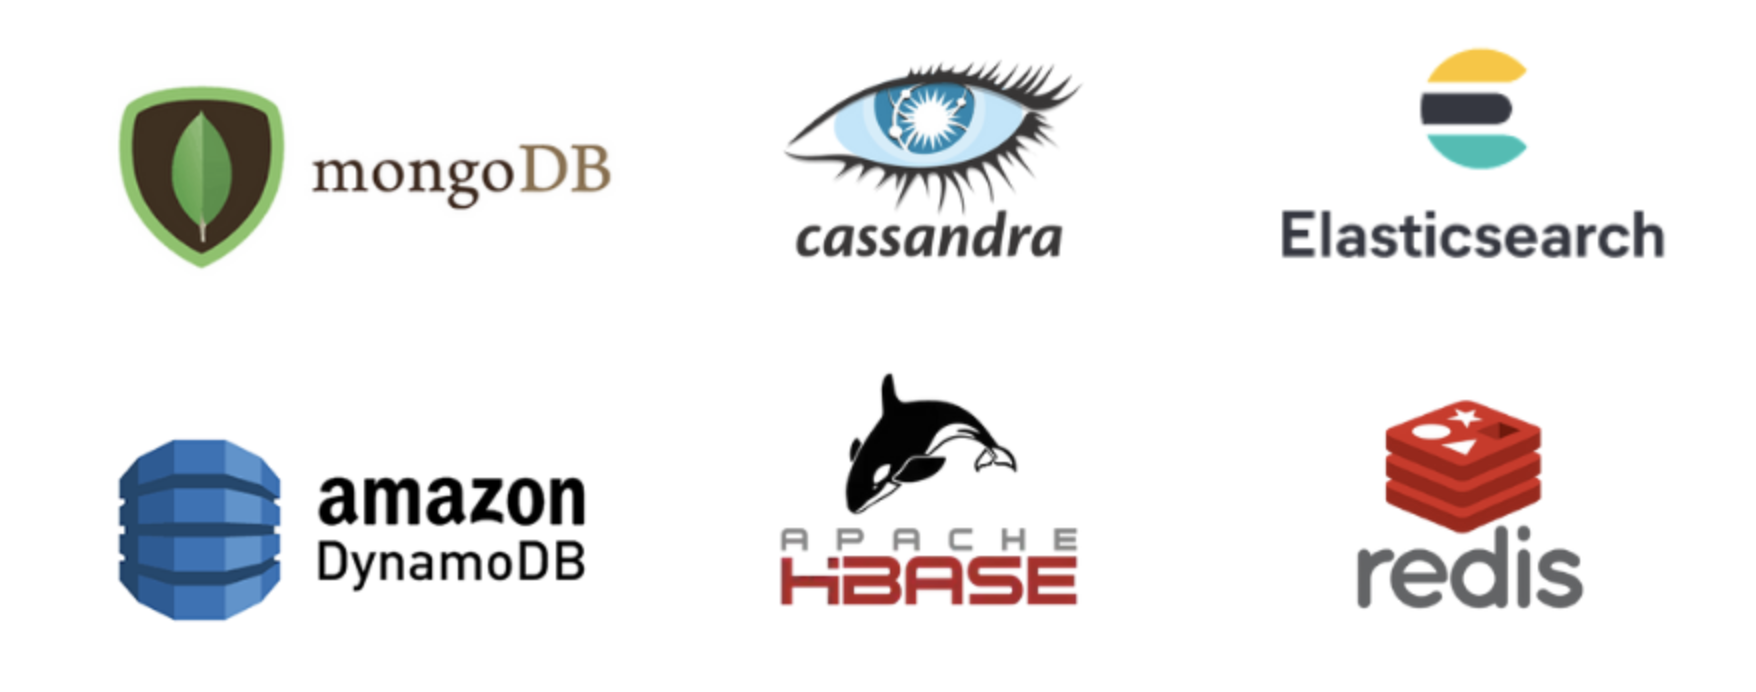 mongoDB
cassandra
Elasticsearch
amazon
DynamoDB
APACHE
HBASE
redis